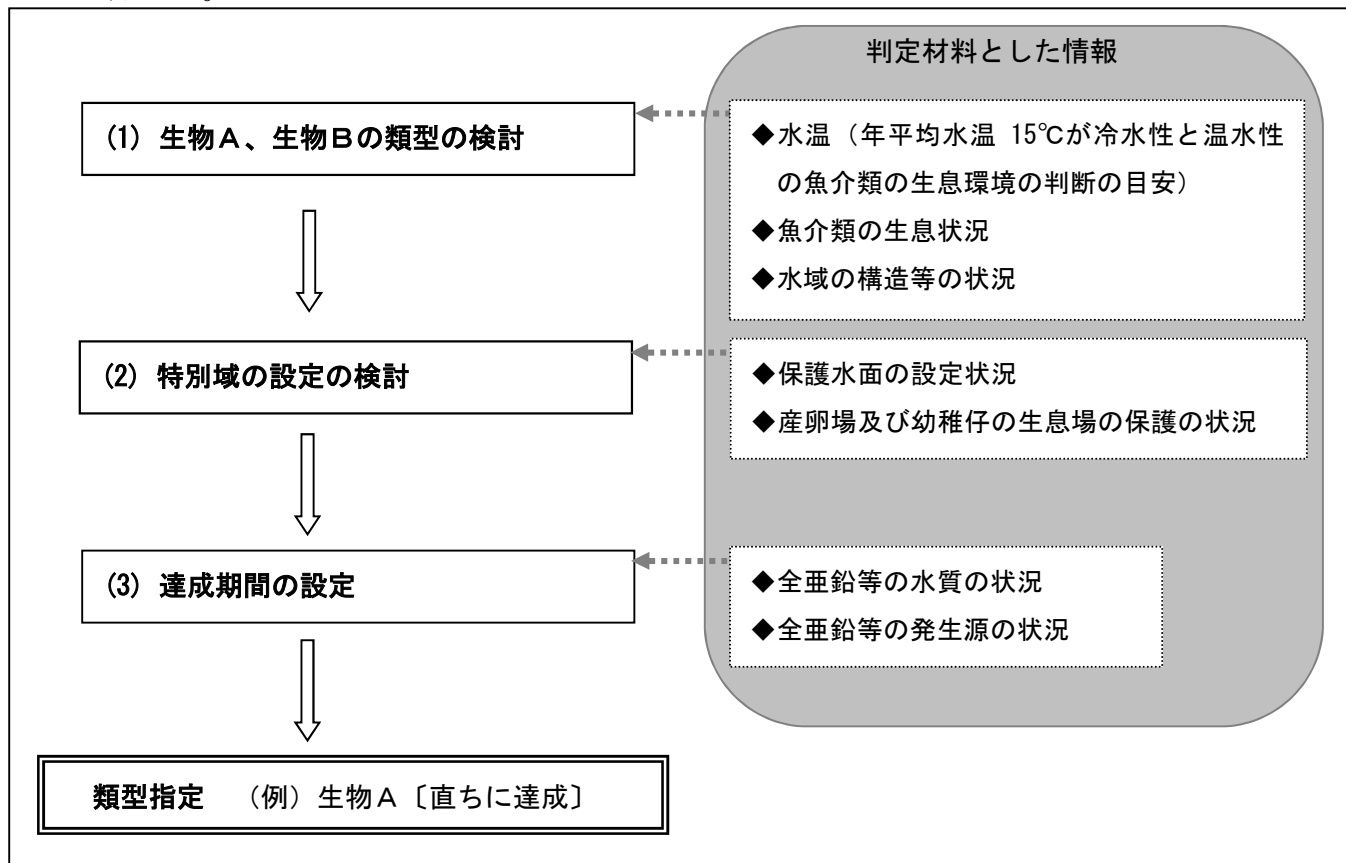 判定材料とした情報
(1) 生物A、生物Bの類型の検討
◆水温(年平均水温 15℃が冷水性と温水性
の魚介類の生息環境の判断の目安)
◆魚介類の生息状況
◆水域の構造等の状況
(2) 特別域の設定の検討
◆保護水面の設定状況
◆産卵場及び幼稚仔の生息場の保護の状況
(3) 達成期間の設定
◆全亜鉛等の水質の状況
◆全亜鉛等の発生源の状況
類型指定 (例)生物A〔直ちに達成〕